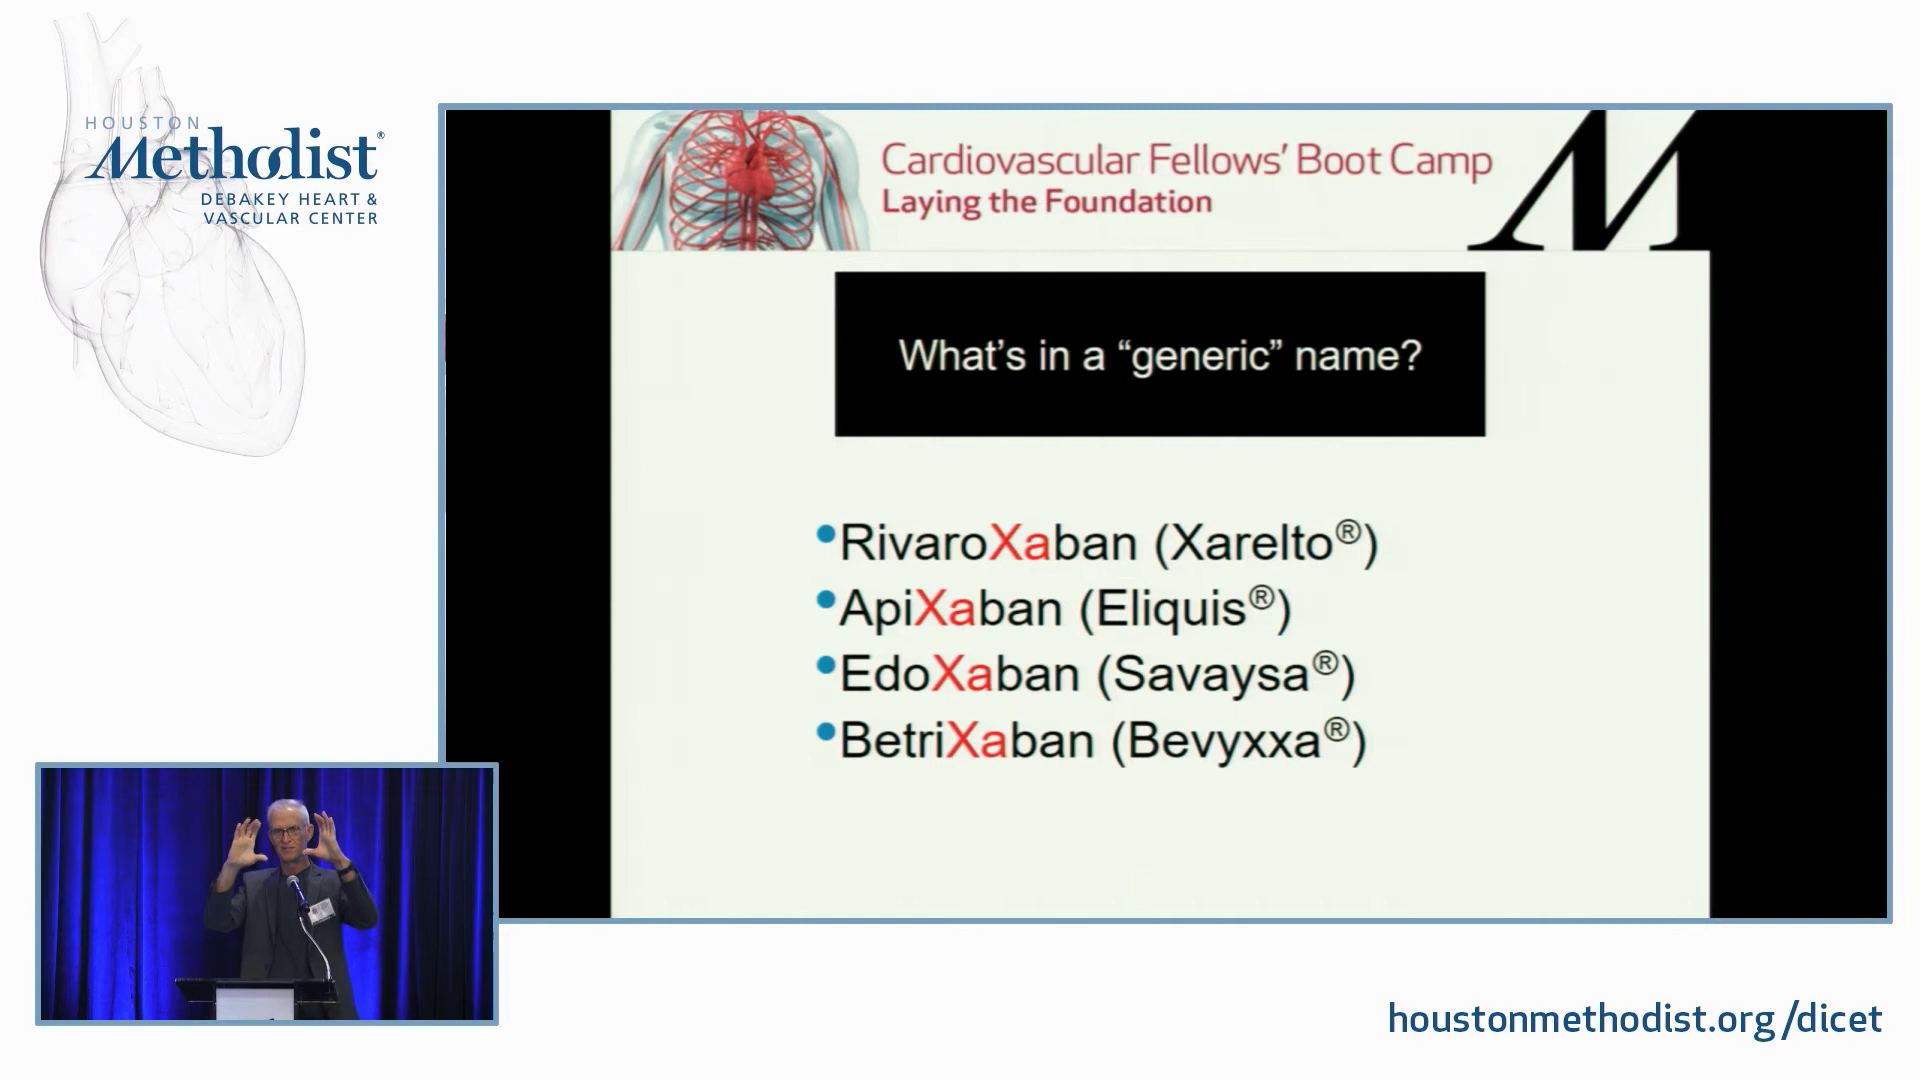 HOUSTON
Methodist®
DEBAKEY HEART &
VASCULAR CENTER
Cardiovascular Fellows' Boot Camp
Laying the Foundation
M
What's in a “generic” name?
•RivaroXaban (Xarelto®)
•ApiXaban (Eliquis®)
•EdoXaban (Savaysa®)
•BetriXaban (Bevyxxa®)
houstonmethodist.org/dicet